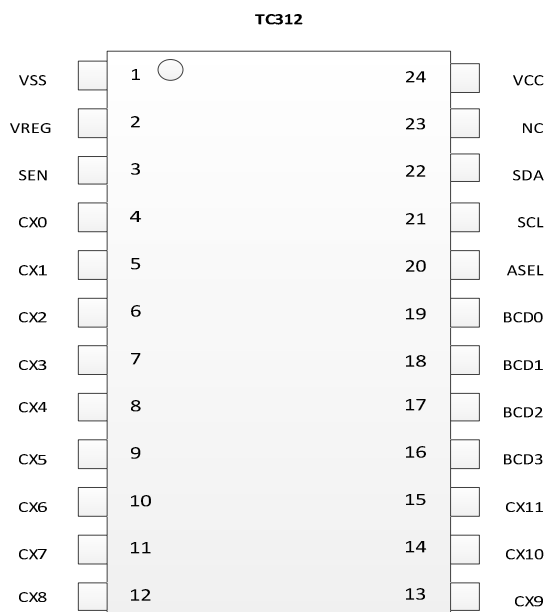 TC312
VSS 1 24 VCC
VREG 2 23 NC
SEN 3 22 SDA
CX0 4 21 SCL
CX1 5 20 ASEL
CX2 6 19 BCD0
CX3 7 18 BCD1
CX4 8 17 BCD2
CX5 9 16 BCD3
CX6 10 15 CX11
CX7 11 14 CX10
CX8 12 13 CX9